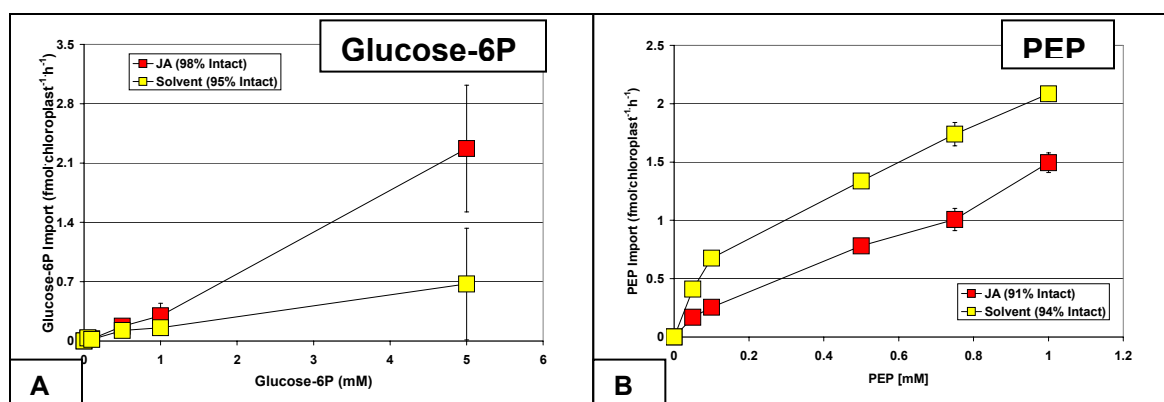 Glucose-6P
JA (98% Intact)
Solvent (95% Intact)
Glucose-6P Import (fmol·chloroplast-1·h-1)
3.5
2.8
2.1
1.4
0.7
0
0 1 2 3 4 5 6
Glucose-6P (mM)
A
PEP
PEP Import (fmol·chloroplast-1·h-1)
2.5
2
1.5
1
0.5
0
JA (91% Intact)
Solvent (94% Intact)
0 0.2 0.4 0.6 0.8 1 1.2
PEP [mM]
B